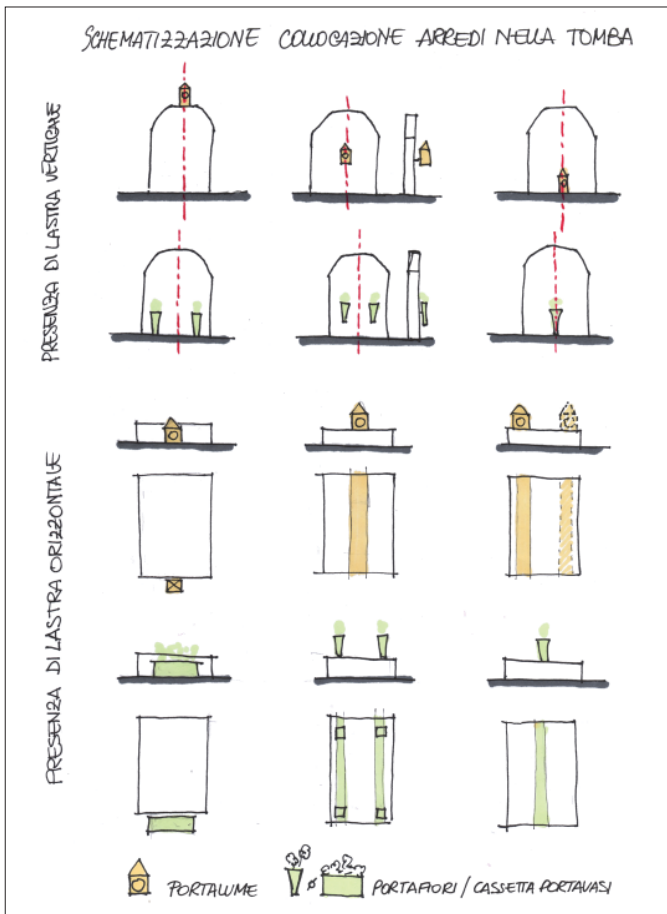 SCHEMATIZZAZIONE COLLOCAZIONE ARREDI NELLA TOMBA
PRESENZA DI LASTRA VERTICALE
PRESENZA DI LASTRA ORIZZONTALE
PORTALUME
PORTAFIORI / CASSETTA PORTAVASI